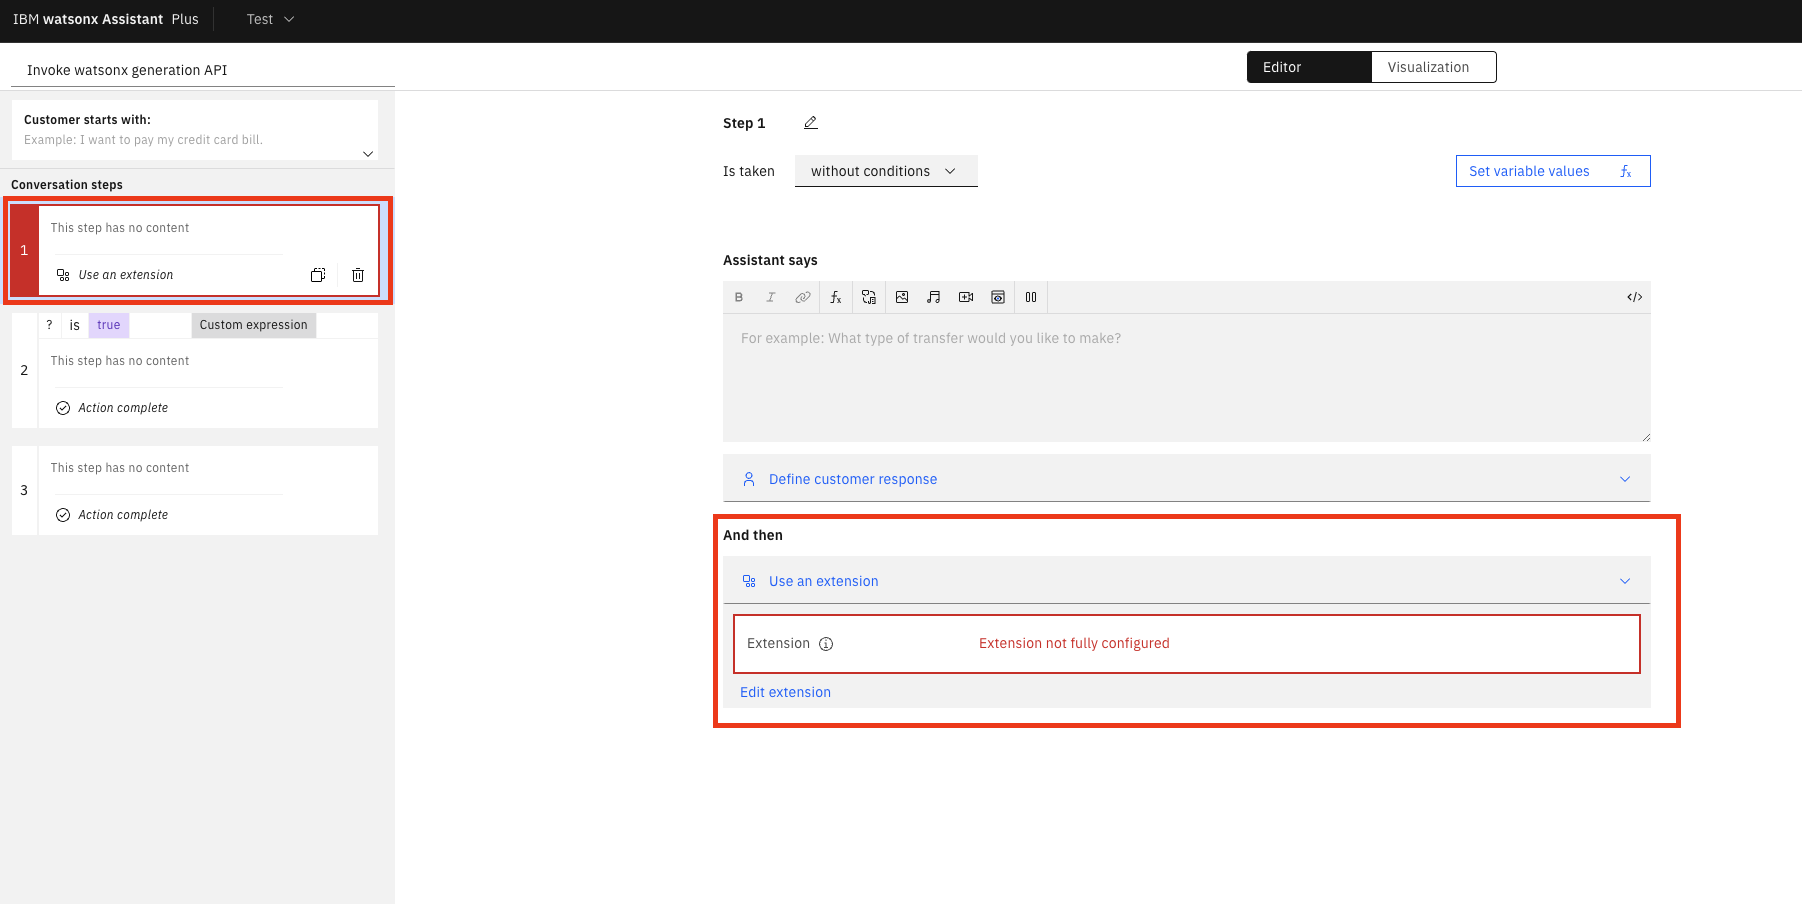 IBM watsonx Assistant Plus
Test
Invoke watsonx generation API
Editor
Visualization
Customer starts with:
Example: I want to pay my credit card bill.
Conversation steps
1
This step has no content
Use an extension
2
? is true
Custom expression
This step has no content
Action complete
3
This step has no content
Action complete
Step 1
Is taken
without conditions
Set variable values fx
Assistant says
B I fx </>
For example: What type of transfer would you like to make?
Define customer response
And then
Use an extension
Extension
Extension not fully configured
Edit extension